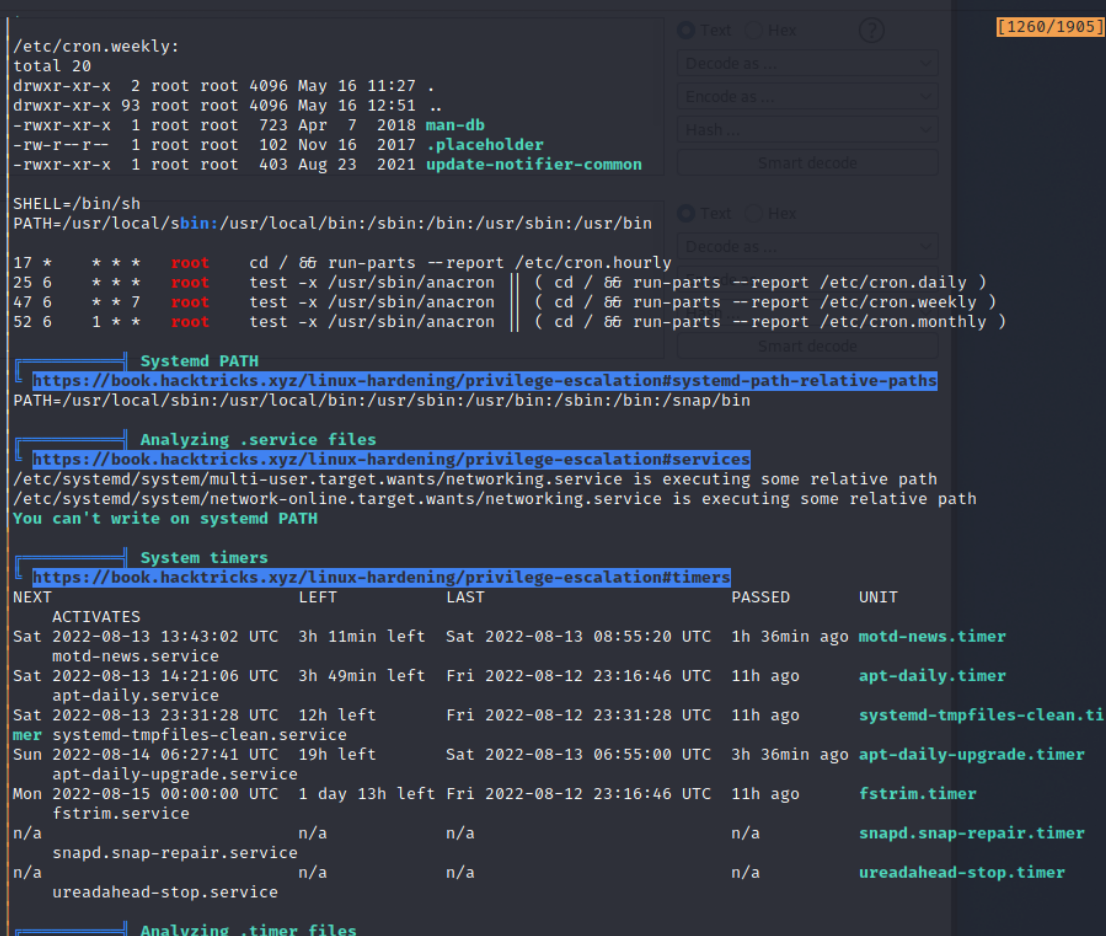 [1260/1905]
/etc/cron.weekly:
total 20
drwxr-xr-x  2 root root 4096 May 16 11:27 .
drwxr-xr-x 93 root root 4096 May 16 12:51 ..
-rwxr-xr-x  1 root root  723 Apr  7  2018 man-db
-rw-r--r--  1 root root  102 Nov 16  2017 .placeholder
-rwxr-xr-x  1 root root  403 Aug 23  2021 update-notifier-common
SHELL=/bin/sh
PATH=/usr/local/sbin:/usr/local/bin:/sbin:/bin:/usr/sbin:/usr/bin
17 *    * * *   root    cd / && run-parts --report /etc/cron.hourly
25 6    * * *   root    test -x /usr/sbin/anacron || ( cd / && run-parts --report /etc/cron.daily )
47 6    * * 7   root    test -x /usr/sbin/anacron || ( cd / && run-parts --report /etc/cron.weekly )
52 6    1 * *   root    test -x /usr/sbin/anacron || ( cd / && run-parts --report /etc/cron.monthly )
Systemd PATH
https://book.hacktricks.xyz/linux-hardening/privilege-escalation#systemd-path-relative-paths
PATH=/usr/local/sbin:/usr/local/bin:/usr/sbin:/usr/bin:/sbin:/bin:/snap/bin
Analyzing .service files
https://book.hacktricks.xyz/linux-hardening/privilege-escalation#services
/etc/systemd/system/multi-user.target.wants/networking.service is executing some relative path
/etc/systemd/system/network-online.target.wants/networking.service is executing some relative path
You can't write on systemd PATH
System timers
https://book.hacktricks.xyz/linux-hardening/privilege-escalation#timers
NEXT                         LEFT           LAST                         PASSED       UNIT
    ACTIVATES
Sat 2022-08-13 13:43:02 UTC  3h 11min left  Sat 2022-08-13 08:55:20 UTC  1h 36min ago motd-news.timer
    motd-news.service
Sat 2022-08-13 14:21:06 UTC  3h 49min left  Fri 2022-08-12 23:16:46 UTC  11h ago      apt-daily.timer
    apt-daily.service
Sat 2022-08-13 23:31:28 UTC  12h left       Fri 2022-08-12 23:31:28 UTC  11h ago      systemd-tmpfiles-clean.ti
mer systemd-tmpfiles-clean.service
Sun 2022-08-14 06:27:41 UTC  19h left       Sat 2022-08-13 06:55:00 UTC  3h 36min ago apt-daily-upgrade.timer
    apt-daily-upgrade.service
Mon 2022-08-15 00:00:00 UTC  1 day 13h left Fri 2022-08-12 23:16:46 UTC  11h ago      fstrim.timer
    fstrim.service
n/a                          n/a            n/a                          n/a          snapd.snap-repair.timer
    snapd.snap-repair.service
n/a                          n/a            n/a                          n/a          ureadahead-stop.timer
    ureadahead-stop.service
Analyzing .timer files
Text Hex ?
Decode as ...
Encode as ...
Hash ...
Smart decode
Text Hex
Decode as ...
Smart decode